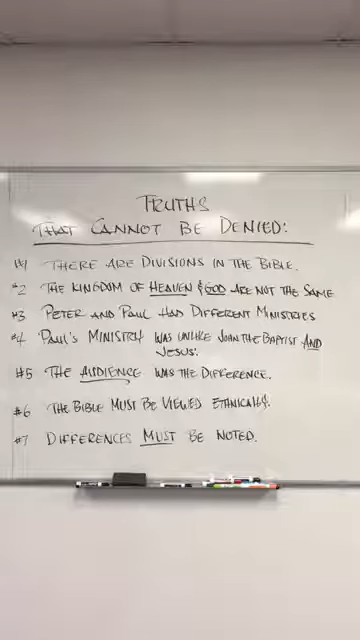 TRUTHS
THAT CANNOT BE DENIED:
#1 THERE ARE DIVISIONS IN THE BIBLE.
#2 THE KINGDOM OF HEAVEN & GOD ARE NOT THE SAME
#3 PETER AND PAUL HAD DIFFERENT MINISTRIES
#4 PAUL'S MINISTRY WAS UNLIKE JOHN THE BAPTIST AND
JESUS'.
#5 THE AUDIENCE WAS THE DIFFERENCE.
#6 THE BIBLE MUST BE VIEWED ETHNICALLY.
#7 DIFFERENCES MUST BE NOTED.